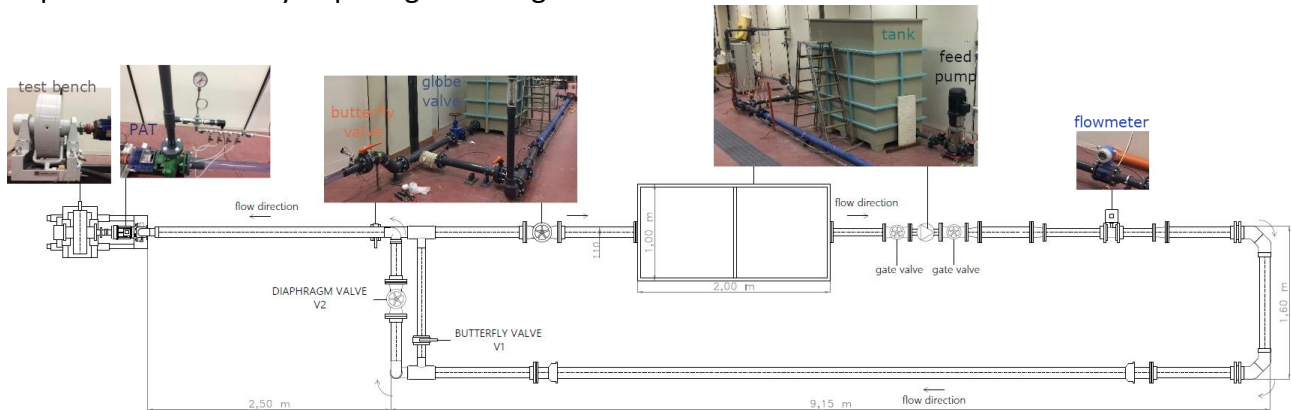 test bench
PAT
butterfly
valve
globe
valve
tank
feed
pump
flowmeter
flow direction
flow direction
110
1,00 m
2,00 m
gate valve
gate valve
DIAPHRAGM VALVE
V2
BUTTERFLY VALVE
V1
1,60 m
2,50 m
9,15 m
flow direction